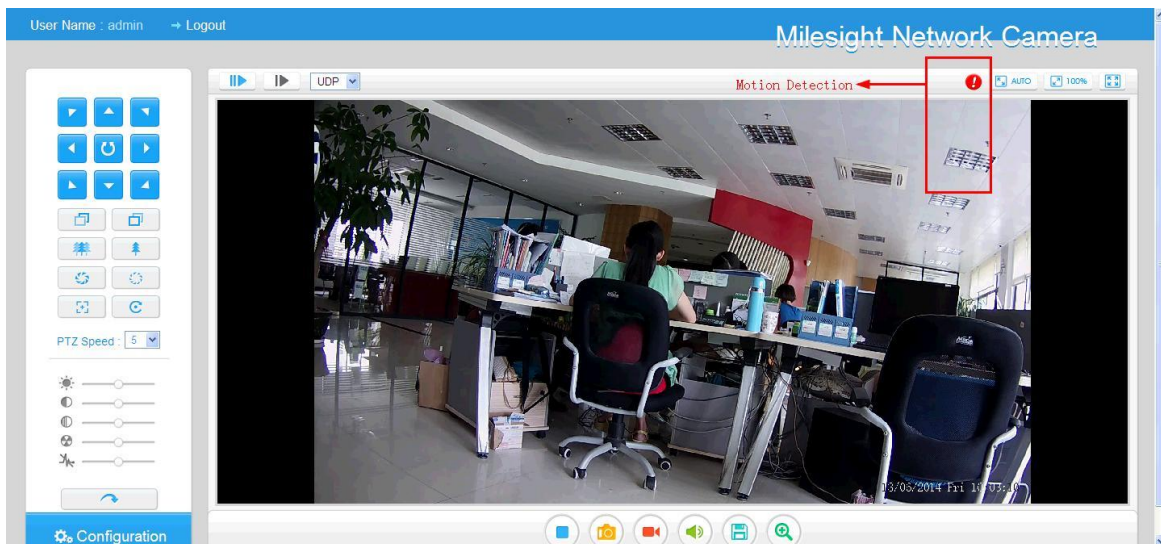 User Name : admin
Logout
Milesight Network Camera
UDP
Motion Detection
AUTO
100%
PTZ Speed : 5
Configuration